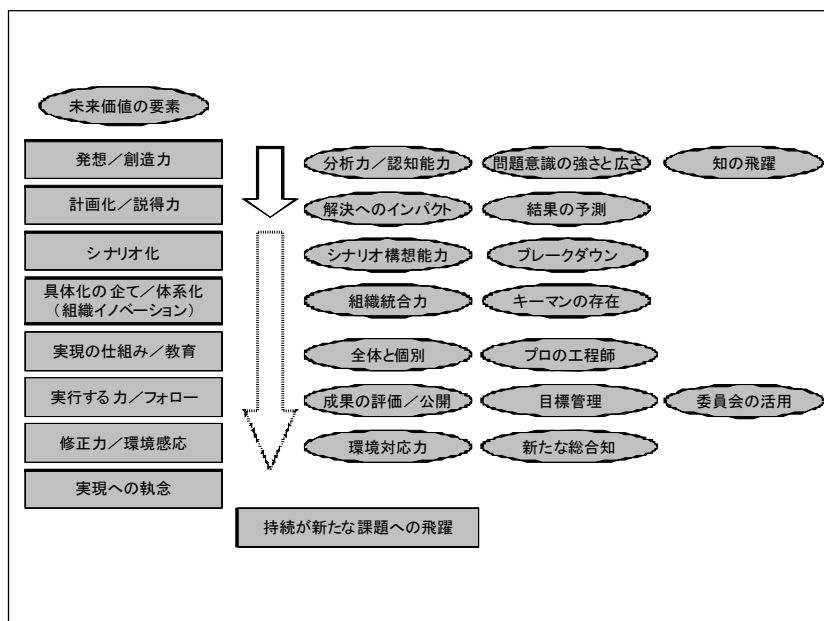 未来価値の要素
発想／創造力
分析力／認知能力
問題意識の強さと広さ
知の飛躍
計画化／説得力
解決へのインパクト
結果の予測
シナリオ化
シナリオ構想能力
ブレークダウン
具体化の企て／体系化
（組織イノベーション）
組織統合力
キーマンの存在
実現の仕組み／教育
全体と個別
プロの工程師
実行する力／フォロー
成果の評価／公開
目標管理
委員会の活用
修正力／環境感応
環境対応力
新たな総合知
実現への執念
持続が新たな課題への飛躍